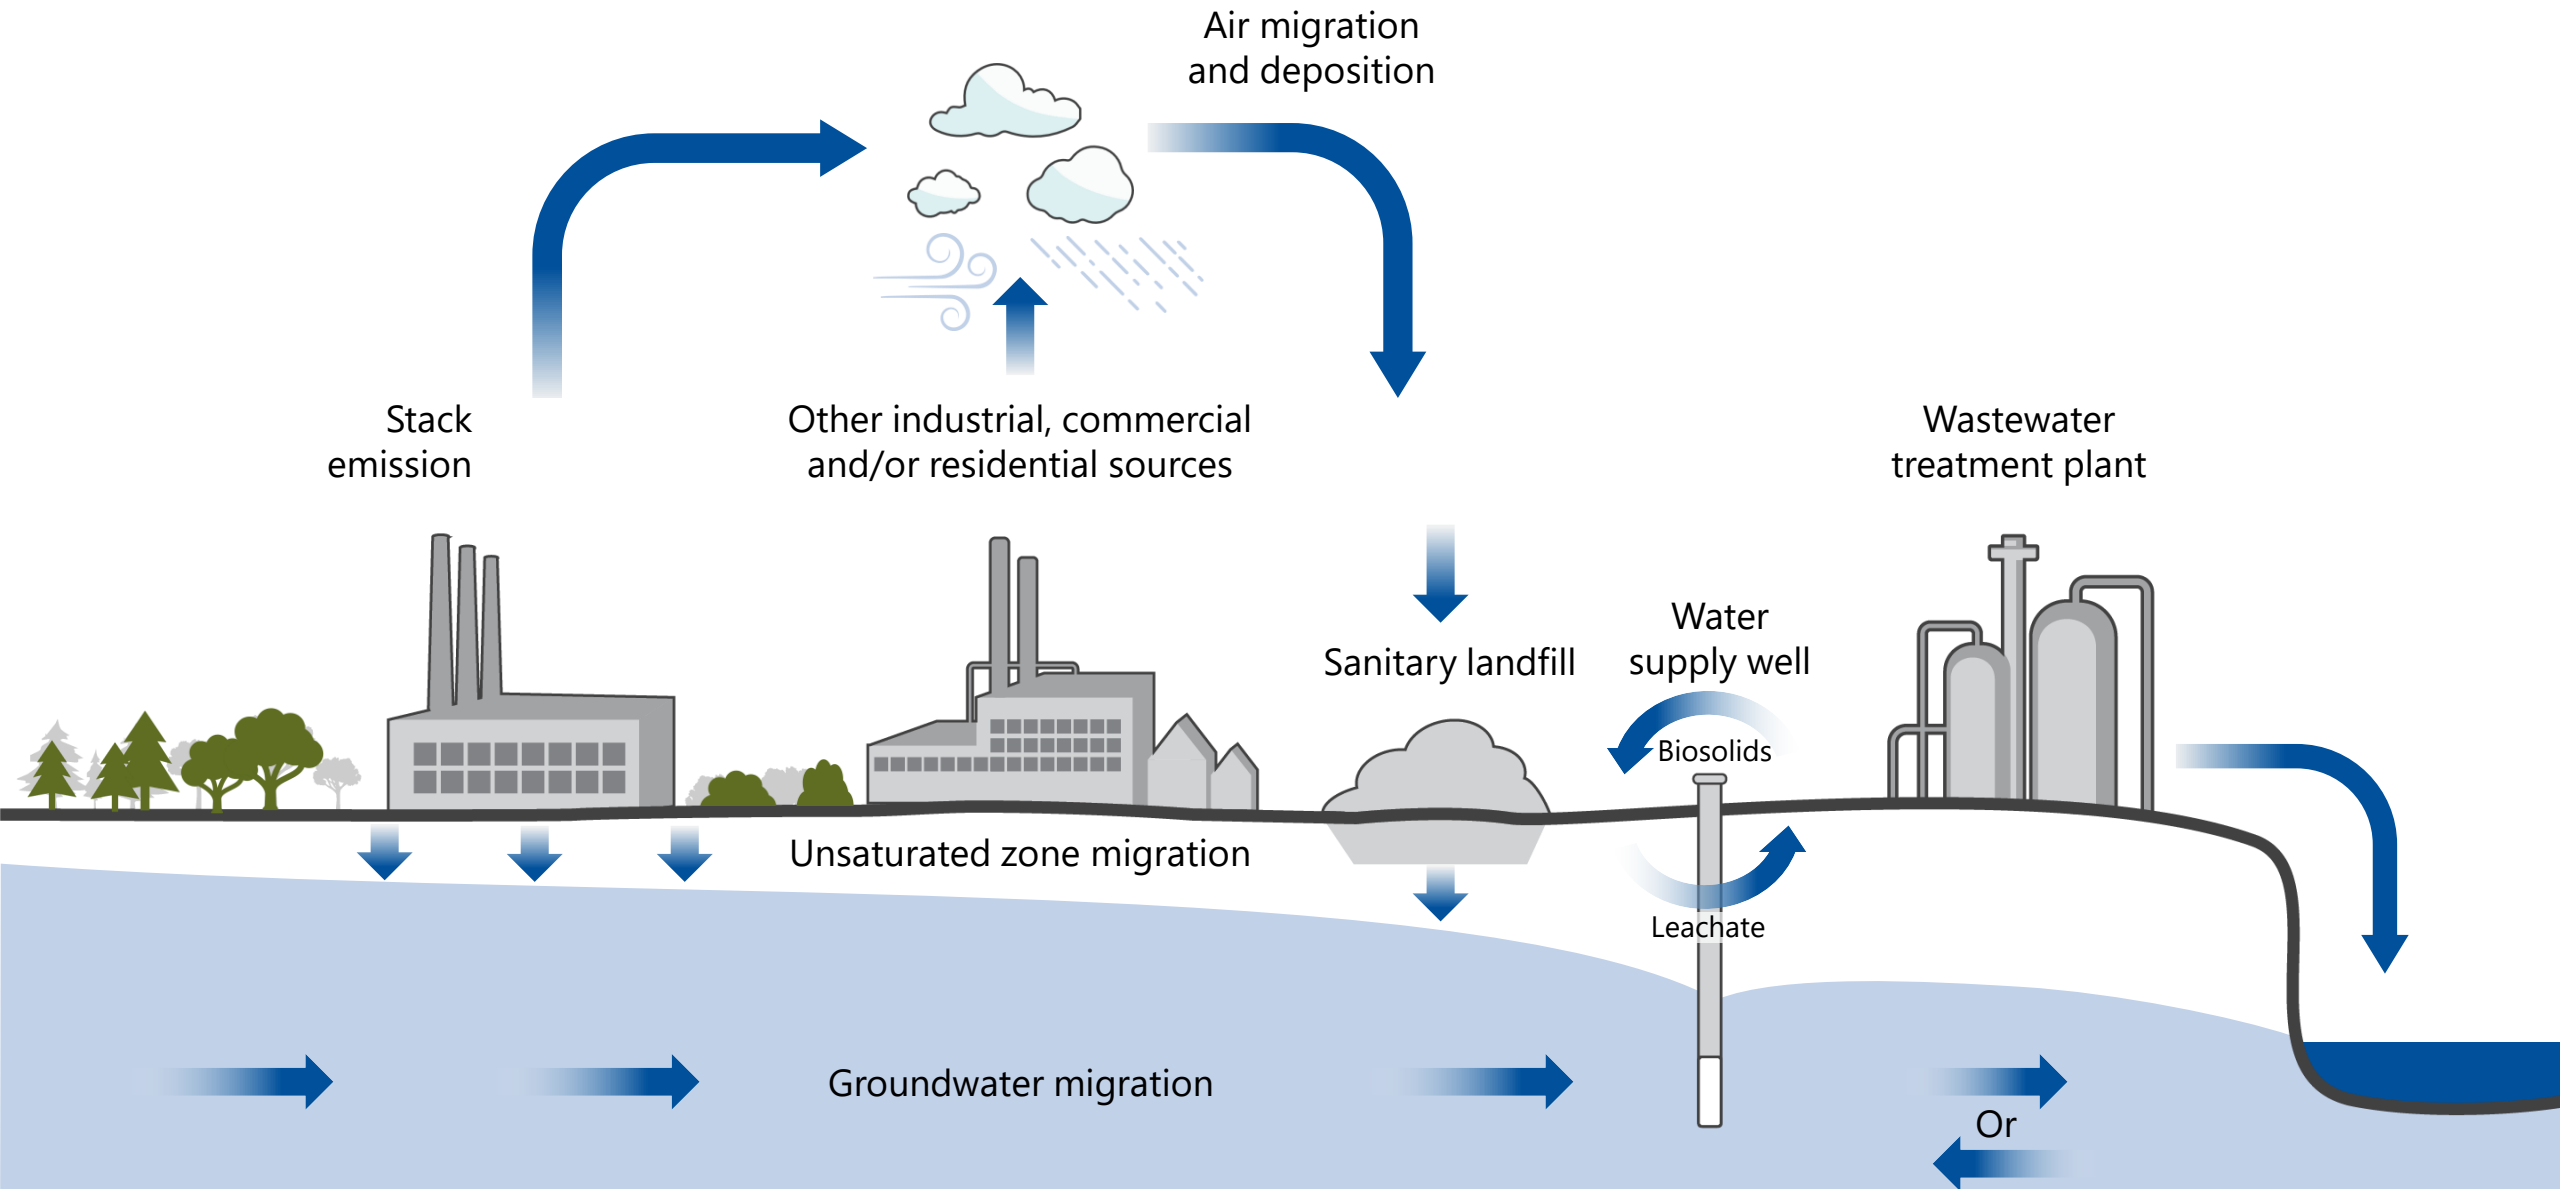 Air migration
and deposition
Stack
emission
Other industrial, commercial
and/or residential sources
Wastewater
treatment plant
Sanitary landfill
Water
supply well
Biosolids
Unsaturated zone migration
Leachate
Groundwater migration
Or